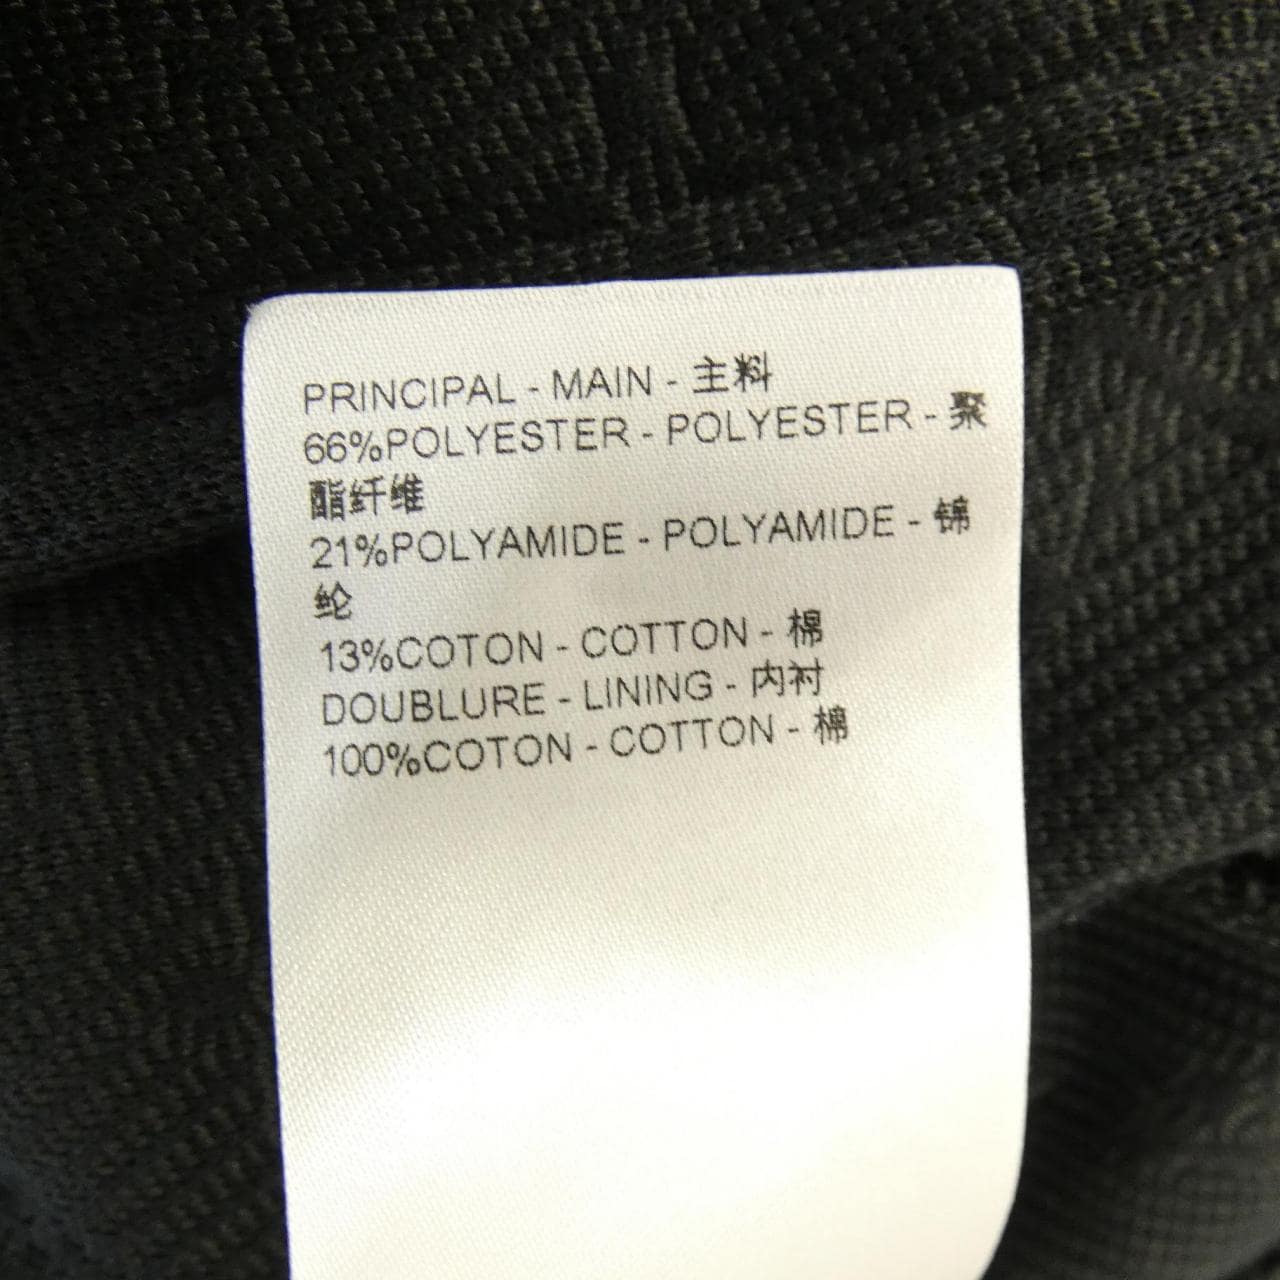 PRINCIPAL - MAIN - 主料
66%POLYESTER - POLYESTER - 聚
酯纤维
21%POLYAMIDE - POLYAMIDE - 锦
纶
13%COTON - COTTON - 棉
DOUBLURE - LINING - 内衬
100%COTON - COTTON - 棉